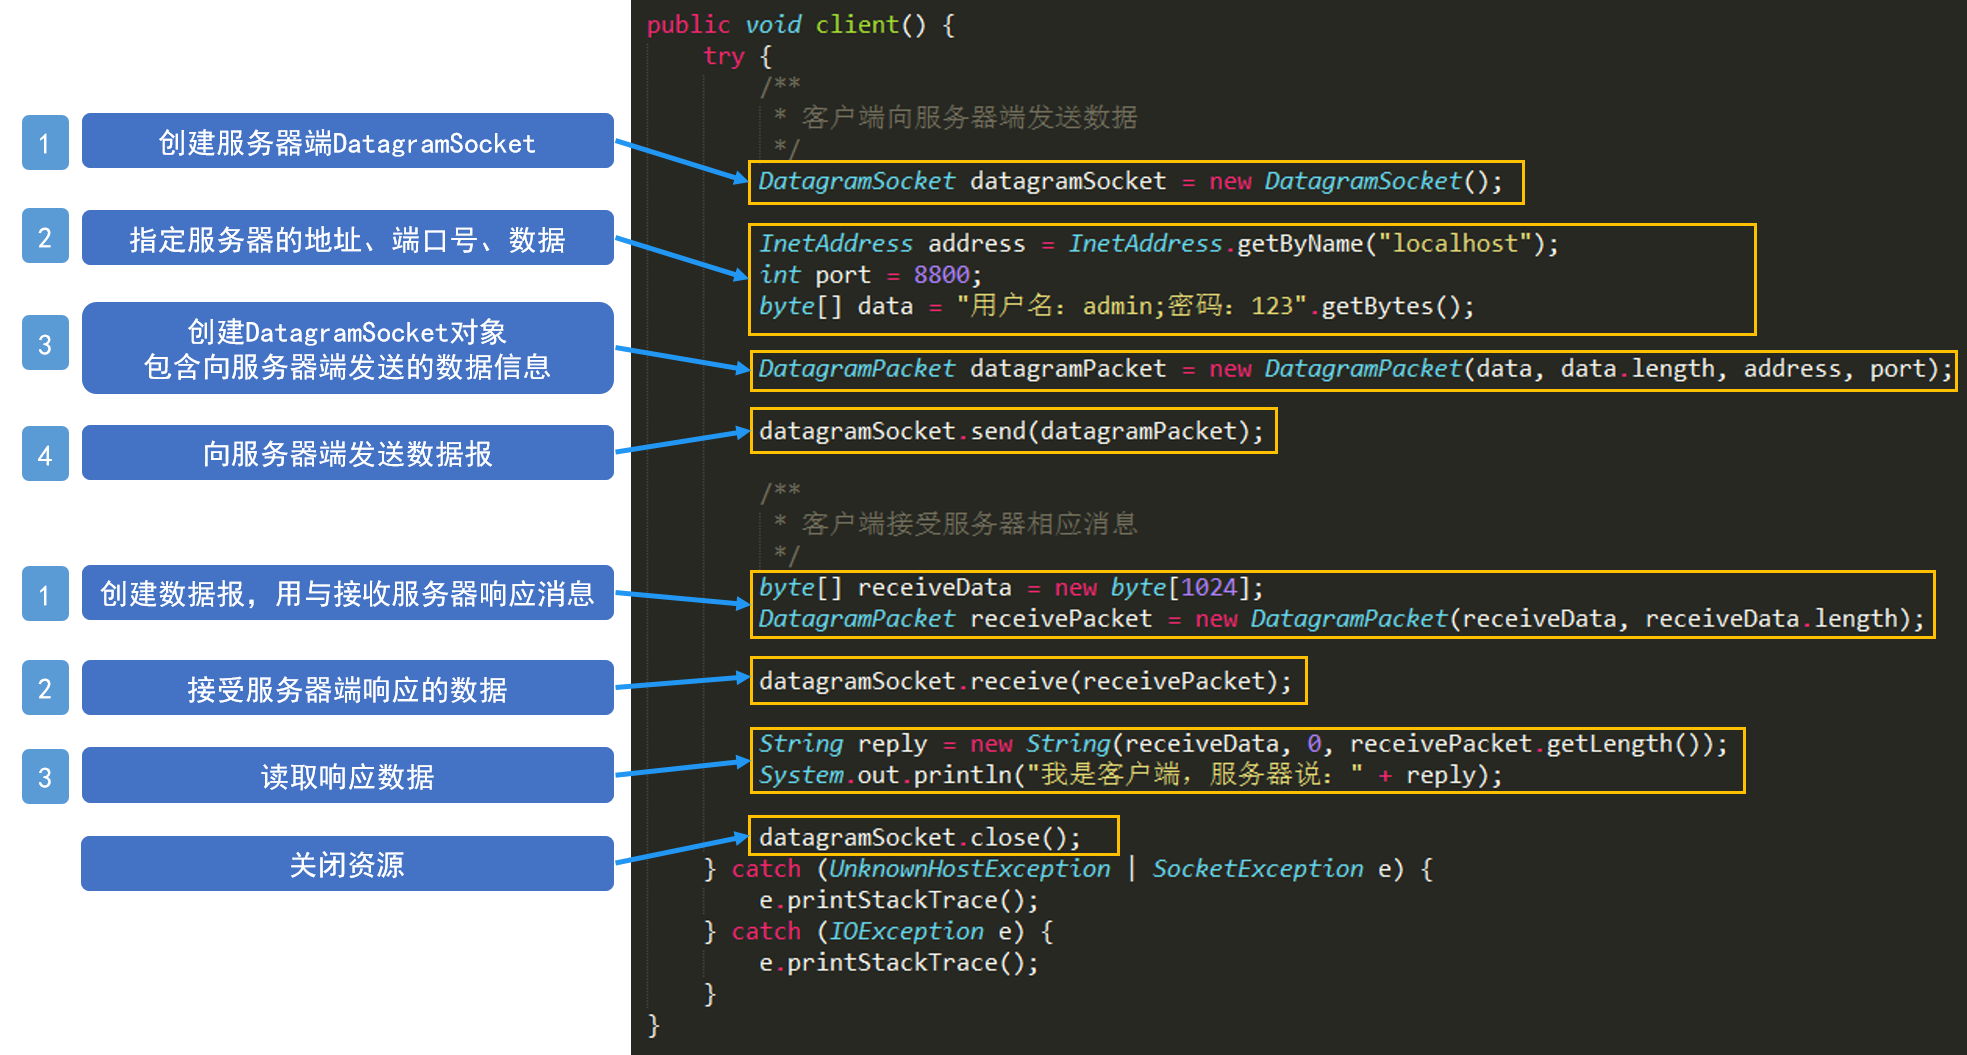 1
创建服务器端DatagramSocket
2
指定服务器的地址、端口号、数据
3
创建DatagramSocket对象
包含向服务器端发送的数据信息
4
向服务器端发送数据报
1
创建数据报，用与接收服务器响应消息
2
接受服务器端响应的数据
3
读取响应数据
关闭资源
public void client() {
try {
/**
* 客户端向服务器端发送数据
*/
DatagramSocket datagramSocket = new DatagramSocket();
InetAddress address = InetAddress.getByName("localhost");
int port = 8800;
byte[] data = "用户名：admin;密码：123".getBytes();
DatagramPacket datagramPacket = new DatagramPacket(data, data.length, address, port);
datagramSocket.send(datagramPacket);
/**
* 客户端接受服务器相应消息
*/
byte[] receiveData = new byte[1024];
DatagramPacket receivePacket = new DatagramPacket(receiveData, receiveData.length);
datagramSocket.receive(receivePacket);
String reply = new String(receiveData, 0, receivePacket.getLength());
System.out.println("我是客户端，服务器说：" + reply);
datagramSocket.close();
} catch (UnknownHostException | SocketException e) {
e.printStackTrace();
} catch (IOException e) {
e.printStackTrace();
}
}